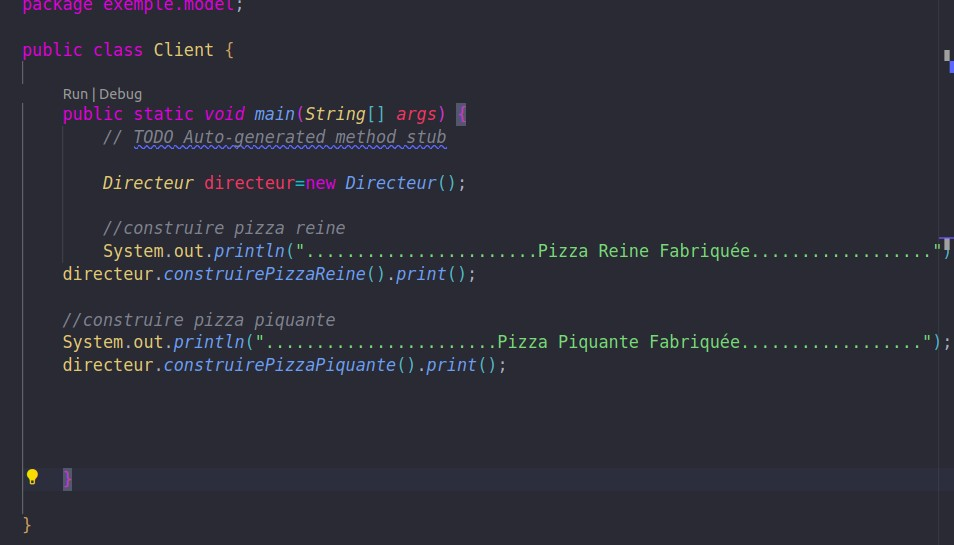 package exemple.model;
public class Client {
Run | Debug
public static void main(String[] args) {
// TODO Auto-generated method stub
Directeur directeur=new Directeur();
//construire pizza reine
System.out.println(".......................Pizza Reine Fabriquée..................")
directeur.construirePizzaReine().print();
//construire pizza piquante
System.out.println(".......................Pizza Piquante Fabriquée..................");
directeur.construirePizzaPiquante().print();
}
}